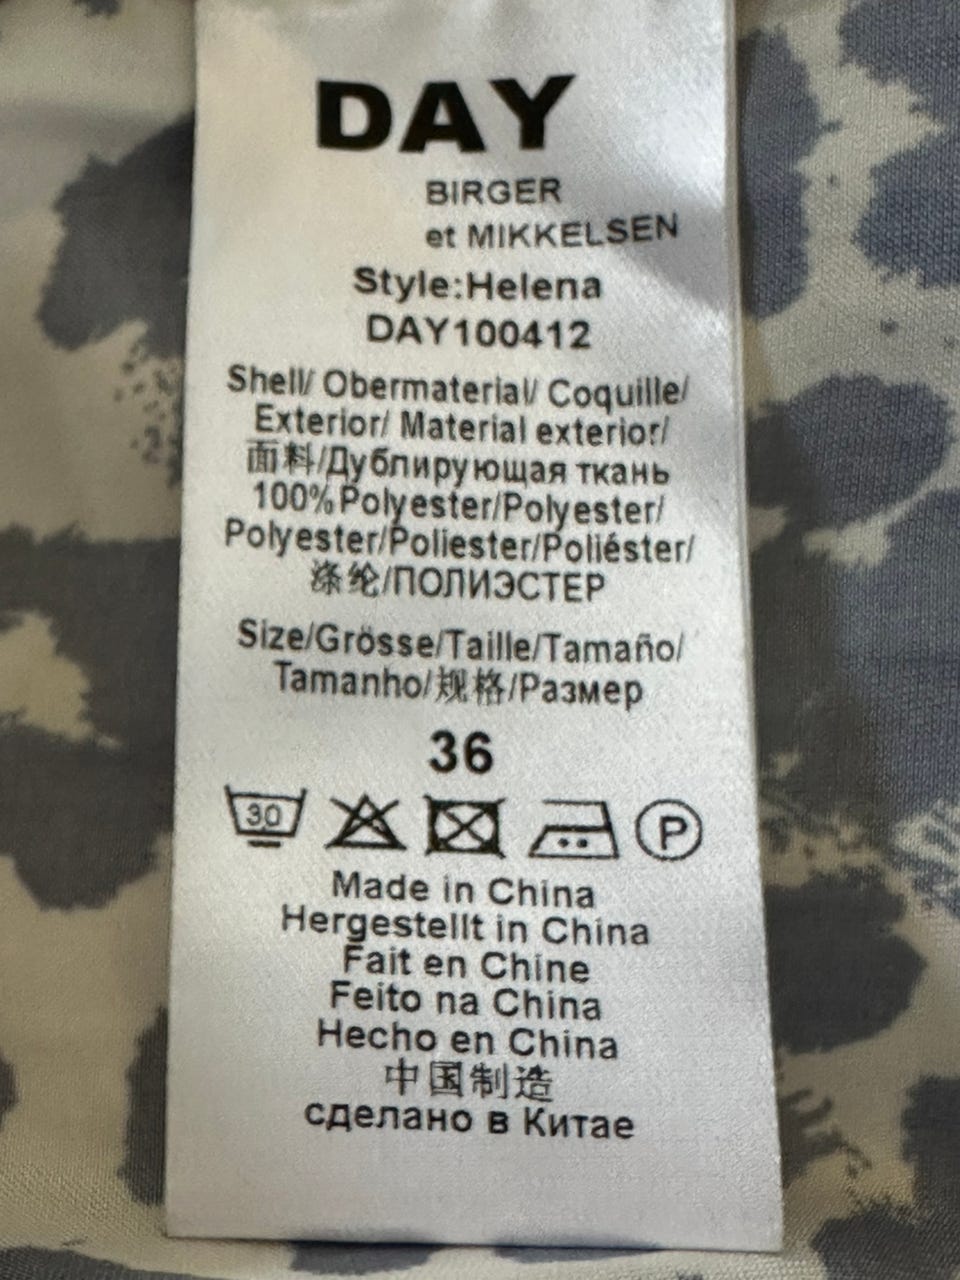 DAY
BIRGER
et MIKKELSEN
Style:Helena
DAY100412
Shell/ Obermaterial/ Coquille/
Exterior/ Material exterior/
面料/Дублирующая ткань
100%Polyester/Polyester/
Polyester/Poliester/Poliéster/
涤纶/ПОЛИЭСТЕР
Size/Grösse/Taille/Tamaño/
Tamanho/规格/Размер
36
30
P
Made in China
Hergestellt in China
Fait en Chine
Feito na China
Hecho en China
中国制造
сделано в Китае